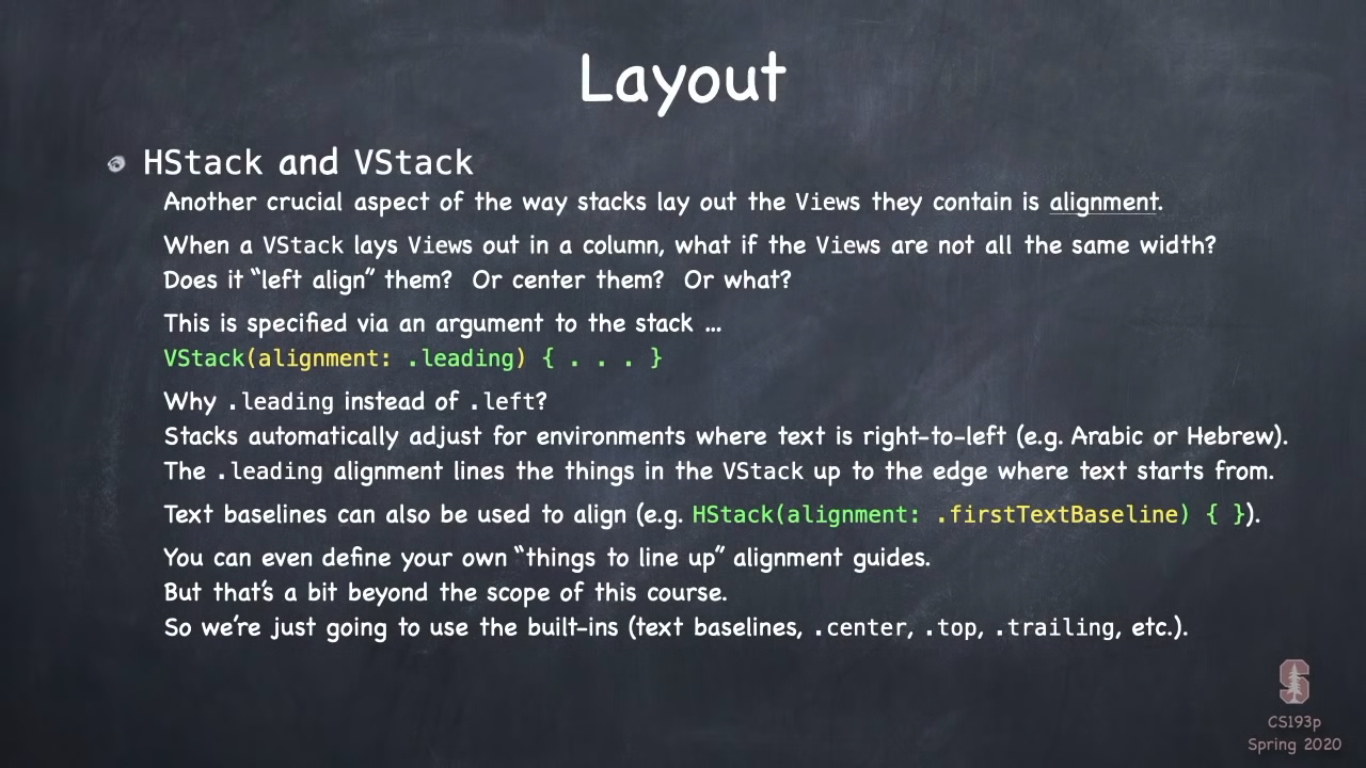 Layout
HStack and VStack
Another crucial aspect of the way stacks lay out the Views they contain is alignment.
When a VStack lays Views out in a column, what if the Views are not all the same width?
Does it “left align” them? Or center them? Or what?
This is specified via an argument to the stack ...
VStack(alignment: .leading) { . . . }
Why .leading instead of .left?
Stacks automatically adjust for environments where text is right-to-left (e.g. Arabic or Hebrew).
The .leading alignment lines the things in the VStack up to the edge where text starts from.
Text baselines can also be used to align (e.g. HStack(alignment: .firstTextBaseline) { }).
You can even define your own “things to line up” alignment guides.
But that’s a bit beyond the scope of this course.
So we’re just going to use the built-ins (text baselines, .center, .top, .trailing, etc.).
S
CS193p
Spring 2020